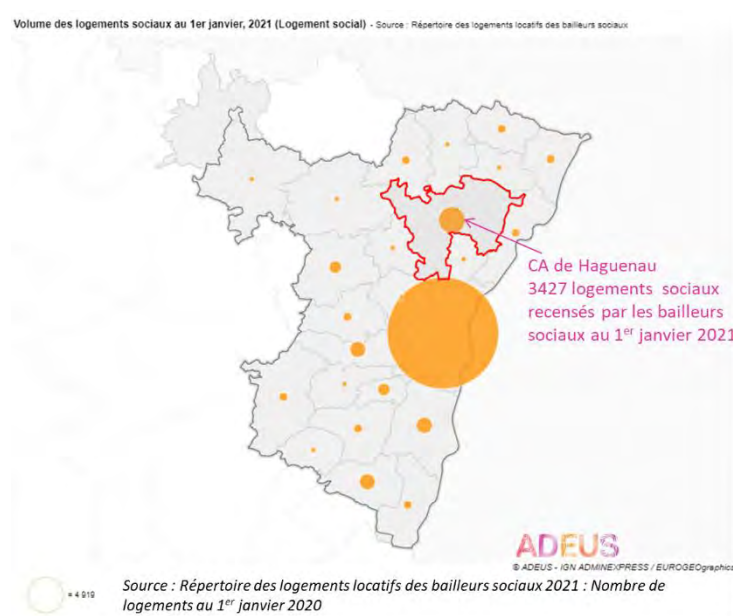 Volume des logements sociaux au 1er janvier, 2021 (Logement social) - Source : Répertoire des logements locatifs des bailleurs sociaux
CA de Haguenau
3427 logements sociaux
recensés par les bailleurs
sociaux au 1er janvier 2021
ADEUS
© ADEUS - IGN ADMINEXPRESS / EUROGEOgraphics
= 4 919
Source : Répertoire des logements locatifs des bailleurs sociaux 2021 : Nombre de
logements au 1er janvier 2020